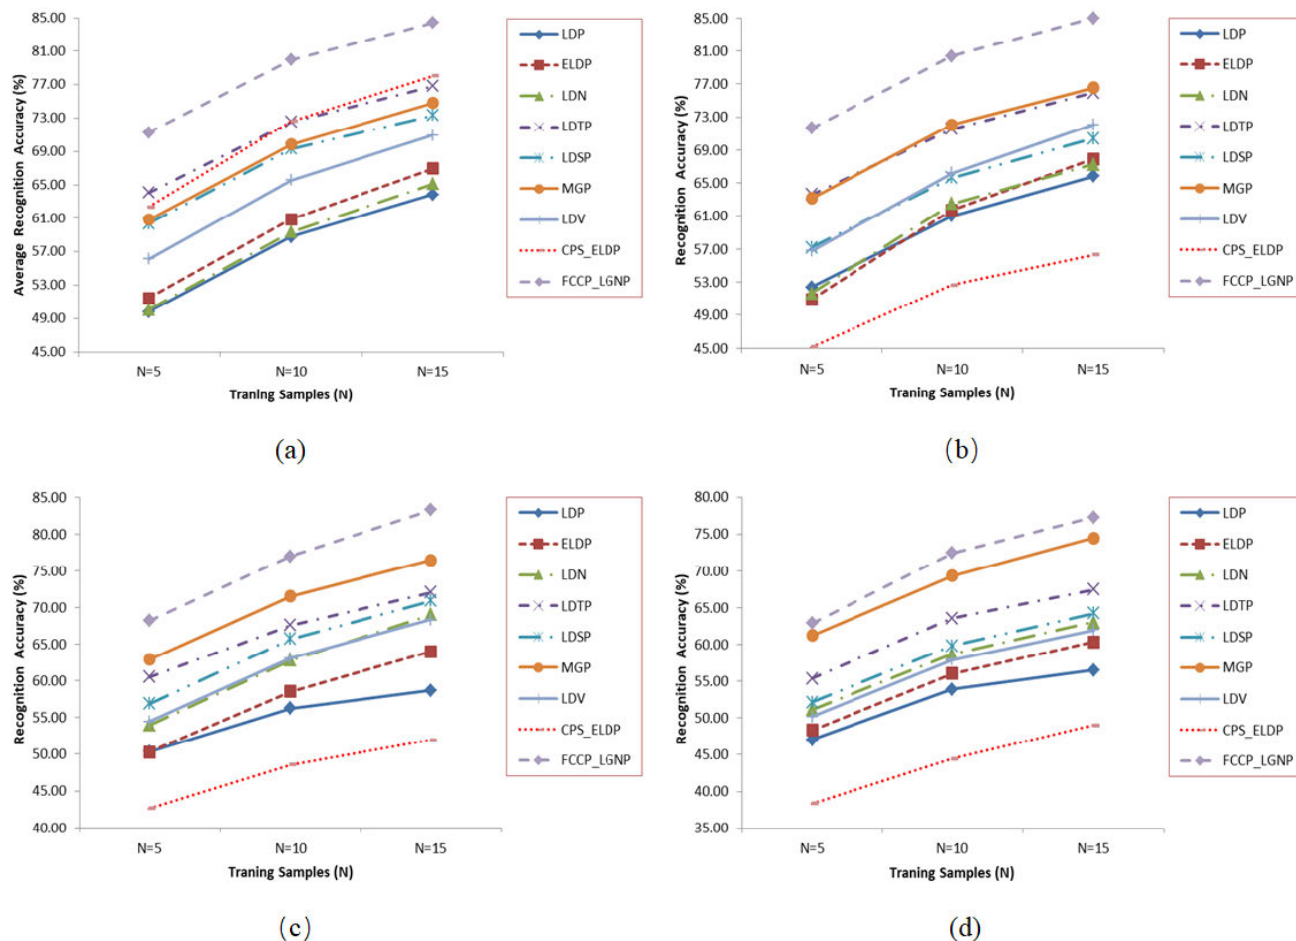 85.00
81.00
77.00
73.00
69.00
65.00
61.00
57.00
53.00
49.00
45.00
Average Recognition Accuracy (%)
N=5 N=10 N=15
Traning Samples (N)
LDP
ELDP
LDN
LDTP
LDSP
MGP
LDV
CPS_ELDP
FCCP_LGNP
(a)
85.00
81.00
77.00
73.00
69.00
65.00
61.00
57.00
53.00
49.00
45.00
Recognition Accuracy (%)
N=5 N=10 N=15
Traning Samples (N)
LDP
ELDP
LDN
LDTP
LDSP
MGP
LDV
CPS_ELDP
FCCP_LGNP
(b)
85.00
80.00
75.00
70.00
65.00
60.00
55.00
50.00
45.00
40.00
Recognition Accuracy (%)
N=5 N=10 N=15
Traning Samples (N)
LDP
ELDP
LDN
LDTP
LDSP
MGP
LDV
CPS_ELDP
FCCP_LGNP
(c)
80.00
75.00
70.00
65.00
60.00
55.00
50.00
45.00
40.00
35.00
Recognition Accuracy (%)
N=5 N=10 N=15
Traning Samples (N)
LDP
ELDP
LDN
LDTP
LDSP
MGP
LDV
CPS_ELDP
FCCP_LGNP
(d)